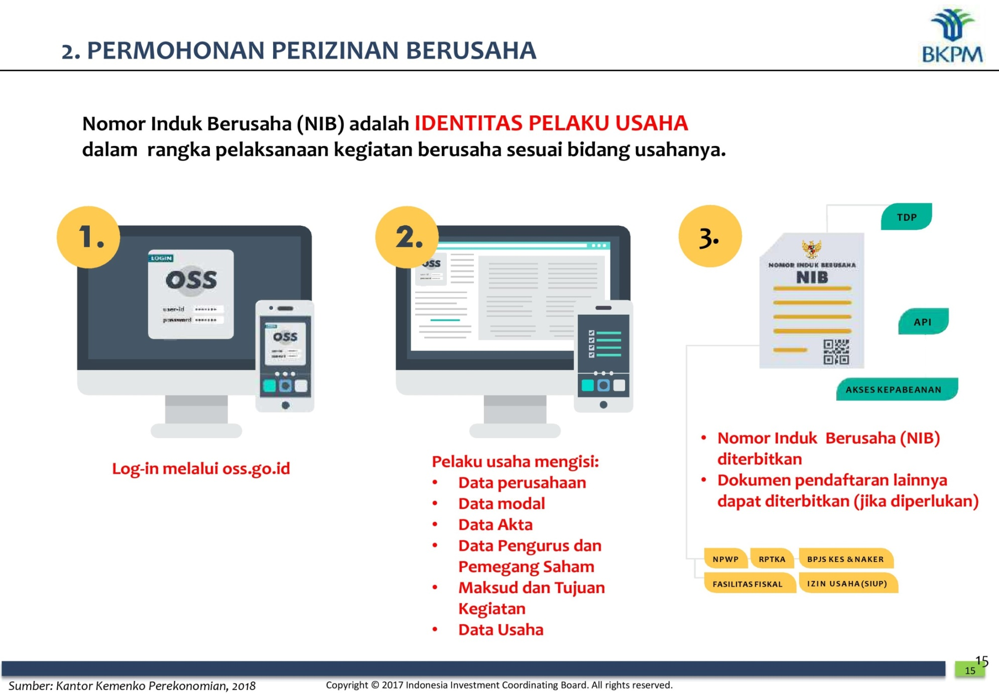 BKPM
2. PERMOHONAN PERIZINAN BERUSAHA
Nomor Induk Berusaha (NIB) adalah IDENTITAS PELAKU USAHA
dalam rangka pelaksanaan kegiatan berusaha sesuai bidang usahanya.
1.
LOGIN
OSS
user-id *******
password *******
OSS
Log-in melalui oss.go.id
2.
OSS
Pelaku usaha mengisi:
• Data perusahaan
• Data modal
• Data Akta
• Data Pengurus dan
Pemegang Saham
• Maksud dan Tujuan
Kegiatan
• Data Usaha
3.
TDP
NOMOR INDUK BERUSAHA
NIB
API
AKSES KEPABEANAN
• Nomor Induk Berusaha (NIB)
diterbitkan
• Dokumen pendaftaran lainnya
dapat diterbitkan (jika diperlukan)
NPWP RPTKA BPJS KES & NAKER
FASILITAS FISKAL IZIN USAHA (SIUP)
15
15
Sumber: Kantor Kemenko Perekonomian, 2018
Copyright © 2017 Indonesia Investment Coordinating Board. All rights reserved.